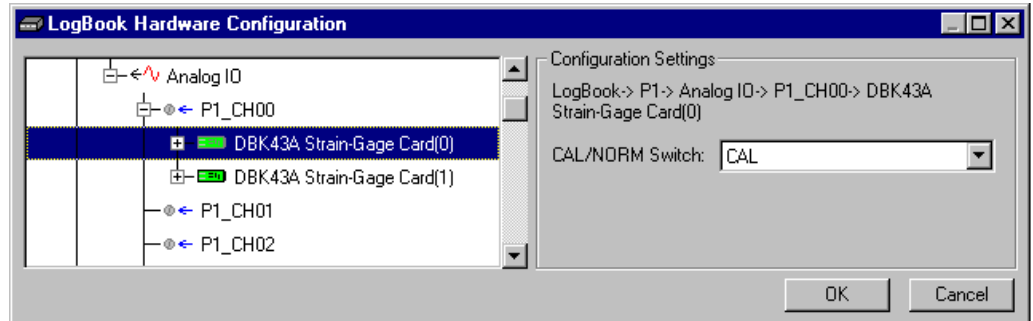 LogBook Hardware Configuration
Analog IO
P1_CH00
DBK43A Strain-Gage Card(0)
DBK43A Strain-Gage Card(1)
P1_CH01
P1_CH02
Configuration Settings
LogBook-> P1-> Analog IO-> P1_CH00-> DBK43A
Strain-Gage Card(0)
CAL/NORM Switch: CAL
OK Cancel